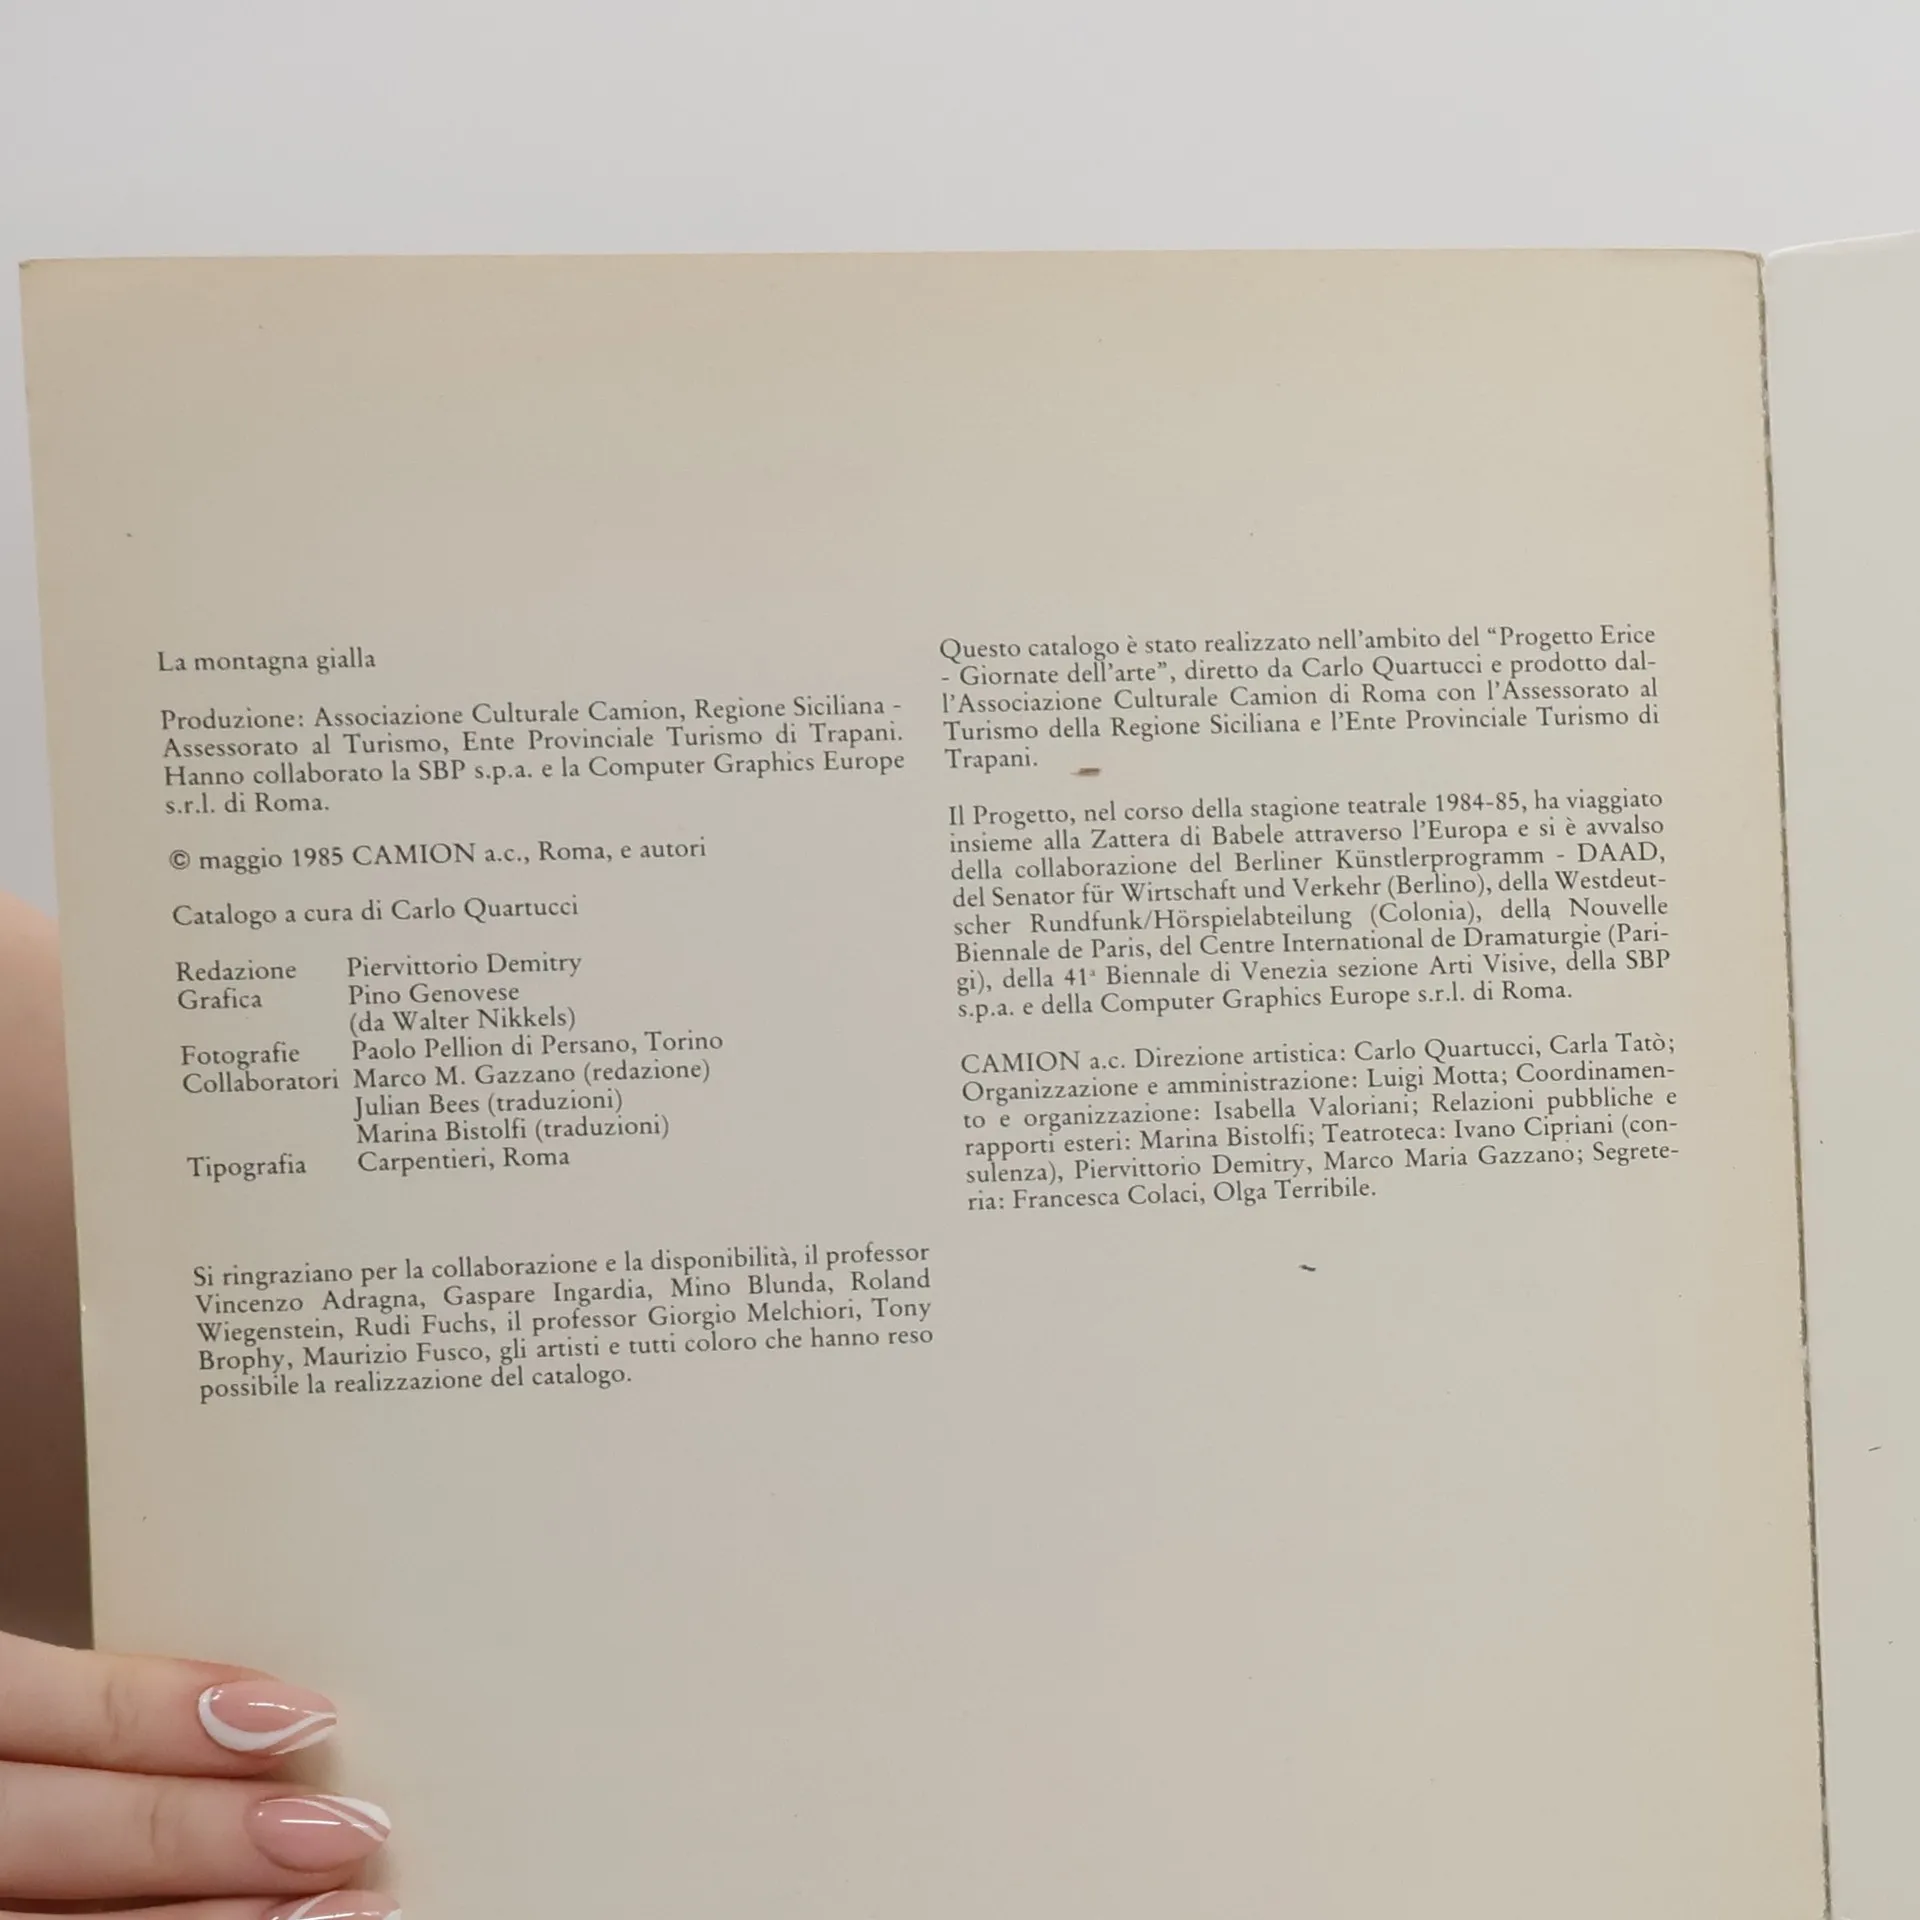 La montagna gialla
Produzione: Associazione Culturale Camion, Regione Siciliana -
Assessorato al Turismo, Ente Provinciale Turismo di Trapani.
Hanno collaborato la SBP s.p.a. e la Computer Graphics Europe
s.r.l. di Roma.
© maggio 1985 CAMION a.c., Roma, e autori
Catalogo a cura di Carlo Quartucci
Redazione Piervittorio Demitry
Grafica Pino Genovese
(da Walter Nikkels)
Fotografie Paolo Pellion di Persano, Torino
Collaboratori Marco M. Gazzano (redazione)
Julian Bees (traduzioni)
Marina Bistolfi (traduzioni)
Tipografia Carpentieri, Roma
Si ringraziano per la collaborazione e la disponibilità, il professor
Vincenzo Adragna, Gaspare Ingardia, Mino Blunda, Roland
Wiegenstein, Rudi Fuchs, il professor Giorgio Melchiori, Tony
Brophy, Maurizio Fusco, gli artisti e tutti coloro che hanno reso
possibile la realizzazione del catalogo.
Questo catalogo è stato realizzato nell'ambito del “Progetto Erice
- Giornate dell'arte”, diretto da Carlo Quartucci e prodotto dal-
l'Associazione Culturale Camion di Roma con l'Assessorato al
Turismo della Regione Siciliana e l'Ente Provinciale Turismo di
Trapani.
Il Progetto, nel corso della stagione teatrale 1984-85, ha viaggiato
insieme alla Zattera di Babele attraverso l'Europa e si è avvalso
della collaborazione del Berliner Künstlerprogramm - DAAD,
del Senator für Wirtschaft und Verkehr (Berlino), della Westdeut-
scher Rundfunk/Hörspielabteilung (Colonia), della Nouvelle
Biennale de Paris, del Centre International de Dramaturgie (Pari-
gi), della 41ª Biennale di Venezia sezione Arti Visive, della SBP
s.p.a. e della Computer Graphics Europe s.r.l. di Roma.
CAMION a.c. Direzione artistica: Carlo Quartucci, Carla Tatò;
Organizzazione e amministrazione: Luigi Motta; Coordinamen-
to e organizzazione: Isabella Valoriani; Relazioni pubbliche e
rapporti esteri: Marina Bistolfi; Teatroteca: Ivano Cipriani (con-
sulenza), Piervittorio Demitry, Marco Maria Gazzano; Segrete-
ria: Francesca Colaci, Olga Terribile.